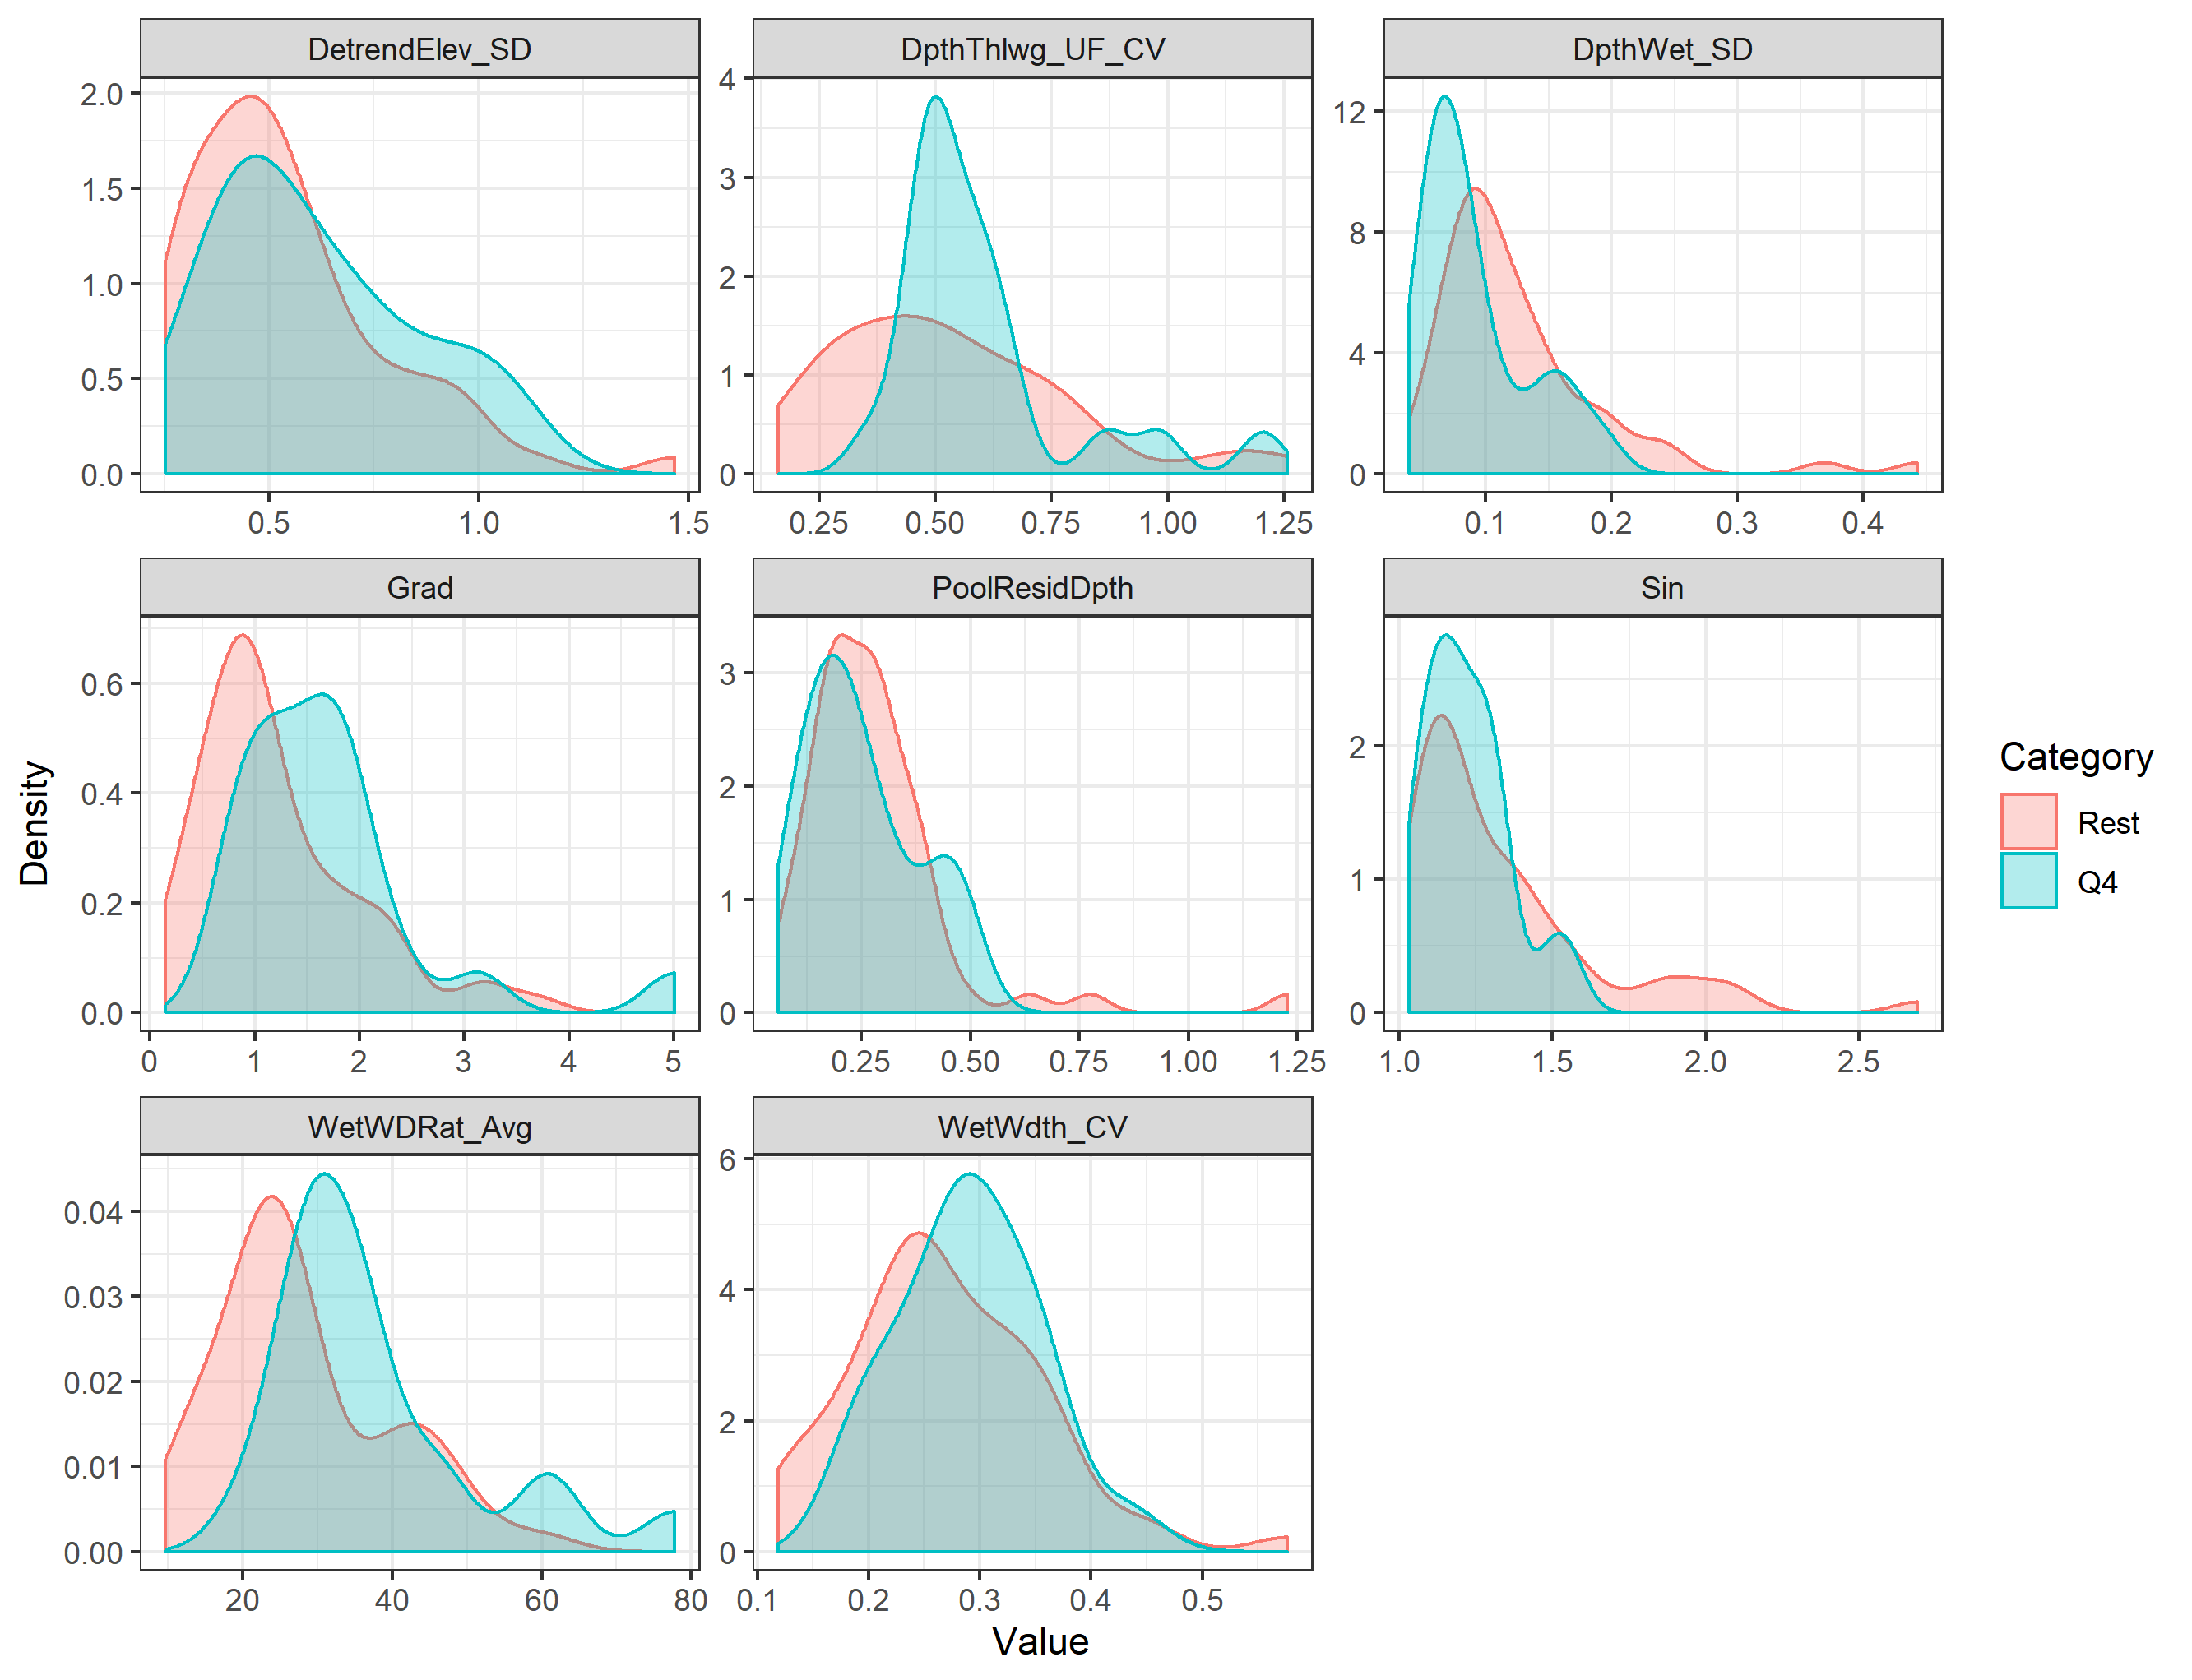 DetrendElev_SD DpthThlwg_UF_CV DpthWet_SD
2.0
1.5
1.0
0.5
0.0
0.5 1.0 1.5
4
3
2
1
0
0.25 0.50 0.75 1.00 1.25
12
8
4
0
0.1 0.2 0.3 0.4
Grad PoolResidDpth Sin
0.6
0.4
0.2
0.0
0 1 2 3 4 5
3
2
1
0
0.25 0.50 0.75 1.00 1.25
2
1
0
1.0 1.5 2.0 2.5
WetWDRat_Avg WetWdth_CV
0.04
0.03
0.02
0.01
0.00
20 40 60 80
6
4
2
0
0.1 0.2 0.3 0.4 0.5
Density
Value
Category
Rest
Q4